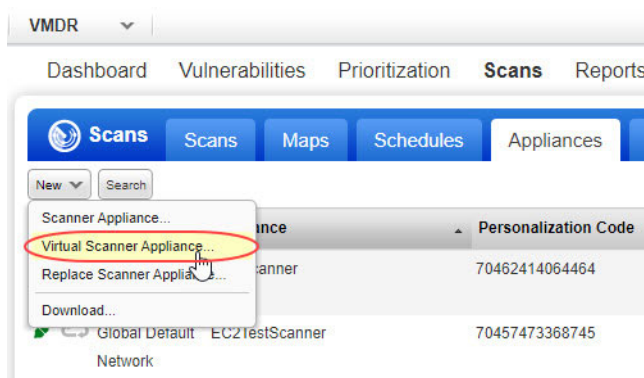 VMDR
Dashboard Vulnerabilities Prioritization Scans Reports
Scans Scans Maps Schedules Appliances
New Search
Scanner Appliance...
Virtual Scanner Appliance...
Replace Scanner Appliance...
Download...
Personalization Code
70462414064464
Global Default EC2TestScanner 70457473368745
Network